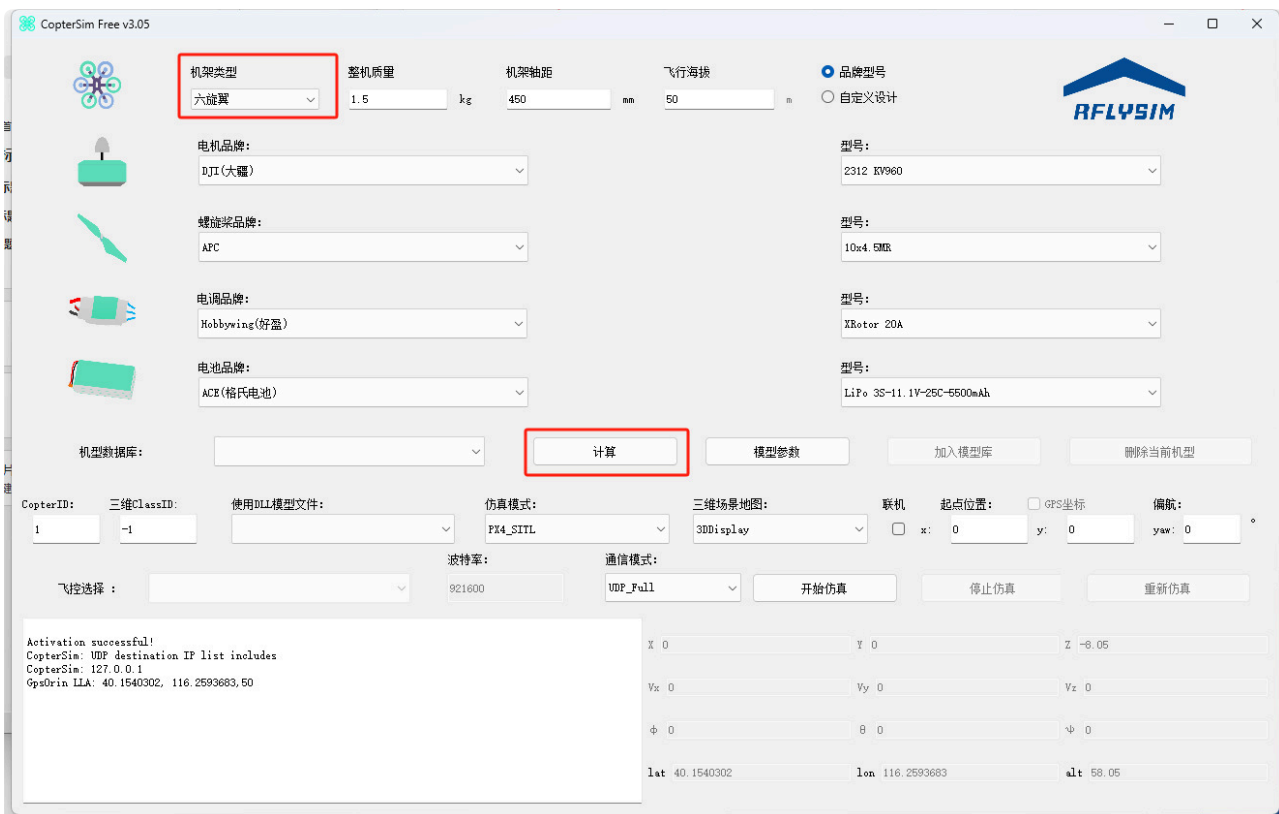 CopterSim Free v3.05
机架类型 整机质量 机架轴距 飞行海拔 品牌型号
六旋翼 1.5 kg 450 mm 50 m 自定义设计
RFLYSIM
电机品牌: 型号:
DJI(大疆) 2312 KV960
螺旋桨品牌: 型号:
APC 10x4.5MR
电调品牌: 型号:
Hobbywing(好盈) XRotor 20A
电池品牌: 型号:
ACE(格氏电池) LiPo 3S-11.1V-25C-5500mAh
机型数据库: 计算 模型参数 加入模型库 删除当前机型
CopterID: 三维ClassID: 使用DLL模型文件: 仿真模式: 三维场景地图: 联机 起点位置: GPS坐标 偏航:
1 -1 PX4_SITL 3DDisplay x: 0 y: 0 yaw: 0 °
波特率: 通信模式:
飞控选择 : 921600 UDP_Full 开始仿真 停止仿真 重新仿真
Activation successful!
CopterSim: UDP destination IP list includes
CopterSim: 127.0.0.1
GpsOrin LLA: 40.1540302, 116.2593683,50
X 0 Y 0 Z -8.05
Vx 0 Vy 0 Vz 0
ϕ 0 θ 0 ψ 0
lat 40.1540302 lon 116.2593683 alt 58.05